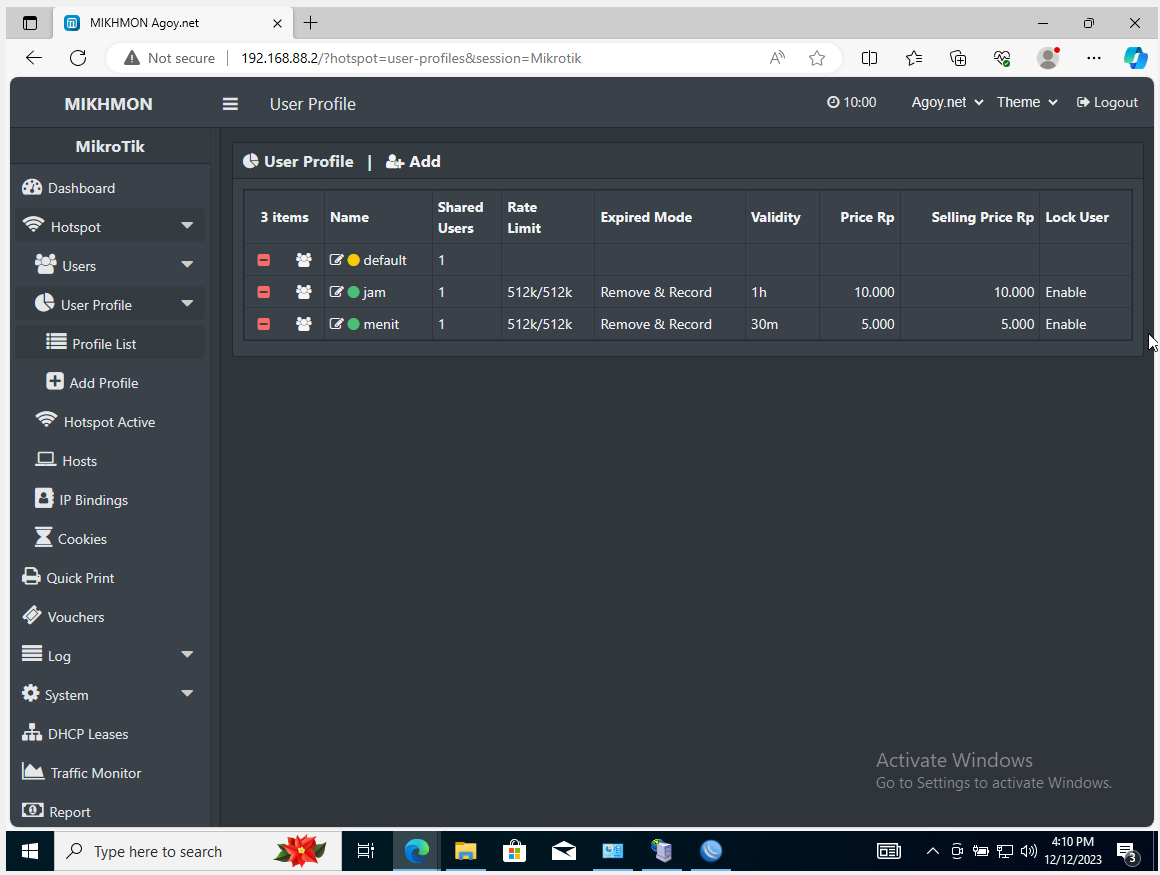 MIKHMON Agoy.net
Not secure 192.168.88.2/?hotspot=user-profiles&session=Mikrotik
MIKHMON User Profile 10:00 Agoy.net Theme Logout
MikroTik
Dashboard
Hotspot
Users
User Profile
Profile List
Add Profile
Hotspot Active
Hosts
IP Bindings
Cookies
Quick Print
Vouchers
Log
System
DHCP Leases
Traffic Monitor
Report
User Profile | Add
3 items Name Shared Users Rate Limit Expired Mode Validity Price Rp Selling Price Rp Lock User
default 1
jam 1 512k/512k Remove & Record 1h 10.000 10.000 Enable
menit 1 512k/512k Remove & Record 30m 5.000 5.000 Enable
Activate Windows
Go to Settings to activate Windows.
Type here to search
4:10 PM
12/12/2023
3